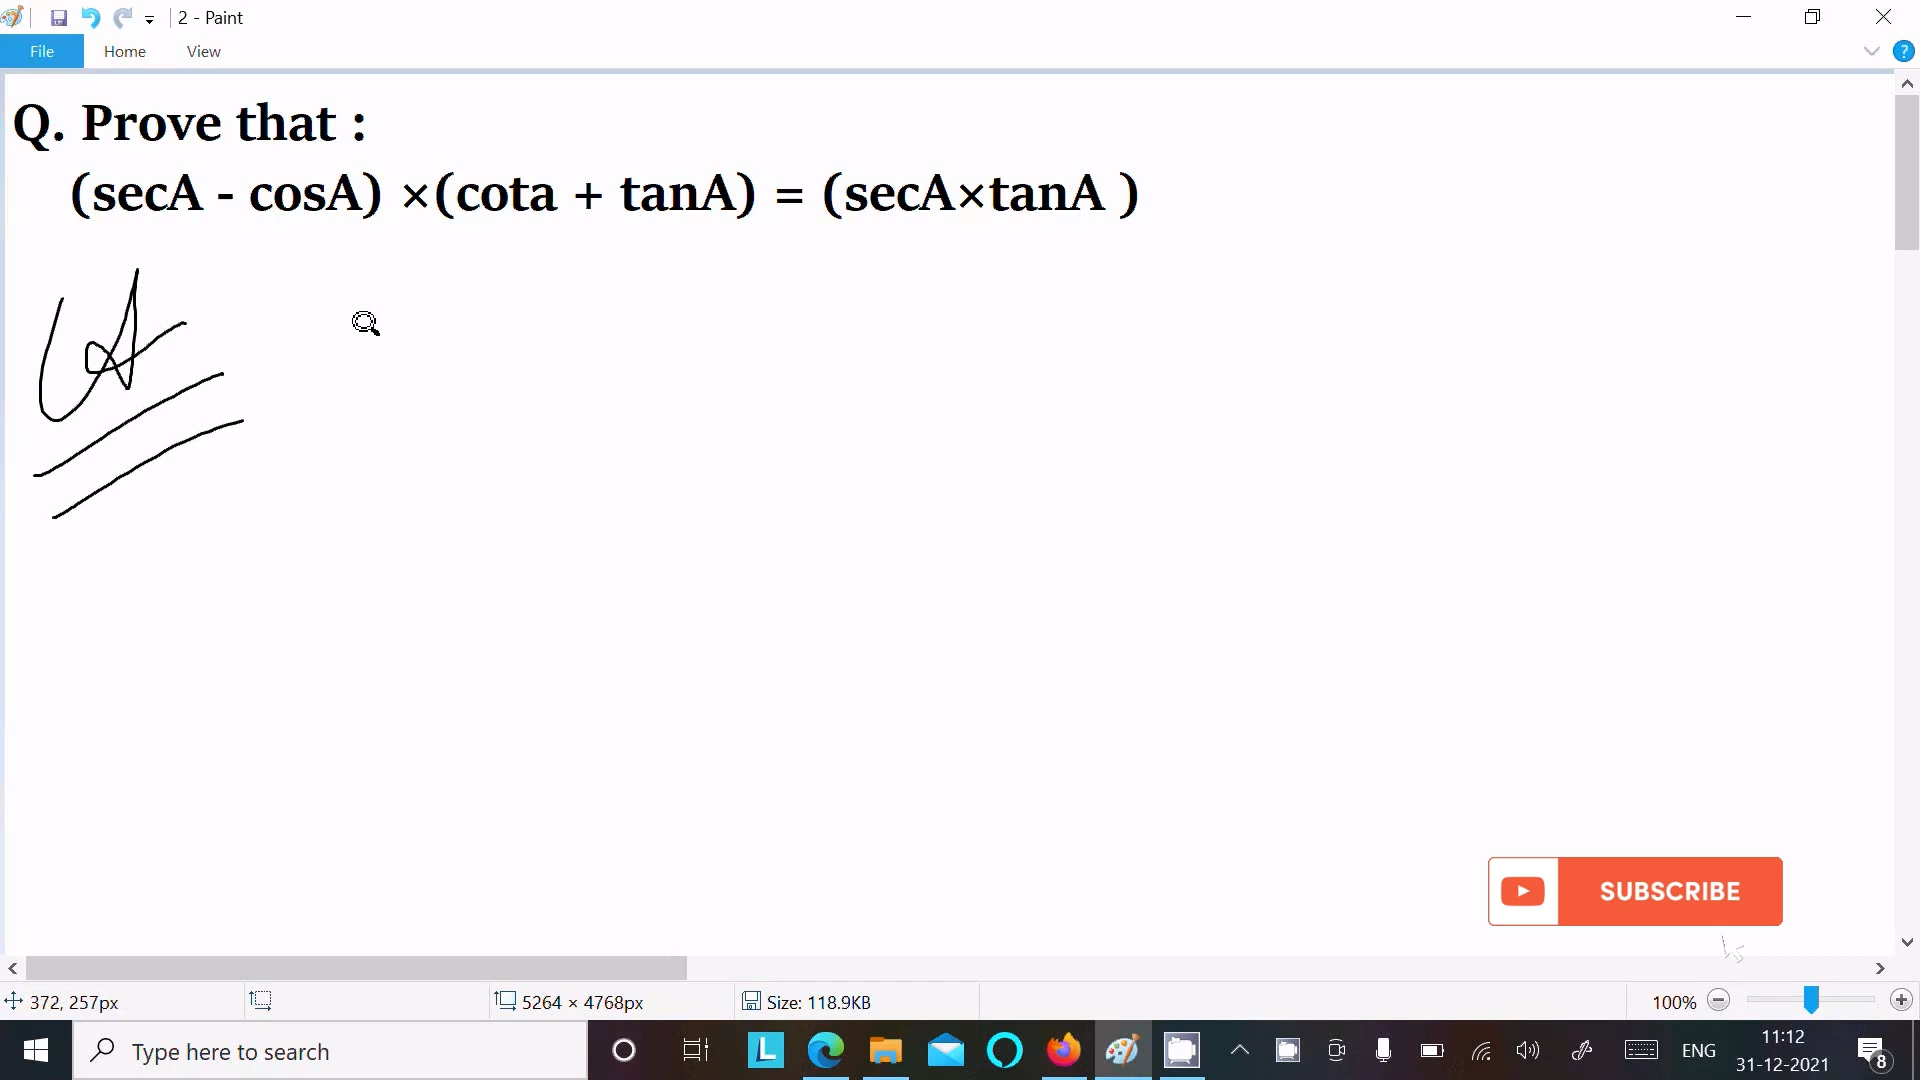 2 - Paint
File Home View
Q. Prove that :
(secA - cosA) ×(cota + tanA) = (secA×tanA )
SUBSCRIBE
372, 257px 5264 × 4768px Size: 118.9KB 100%
Type here to search
L
ENG
11:12
31-12-2021
8